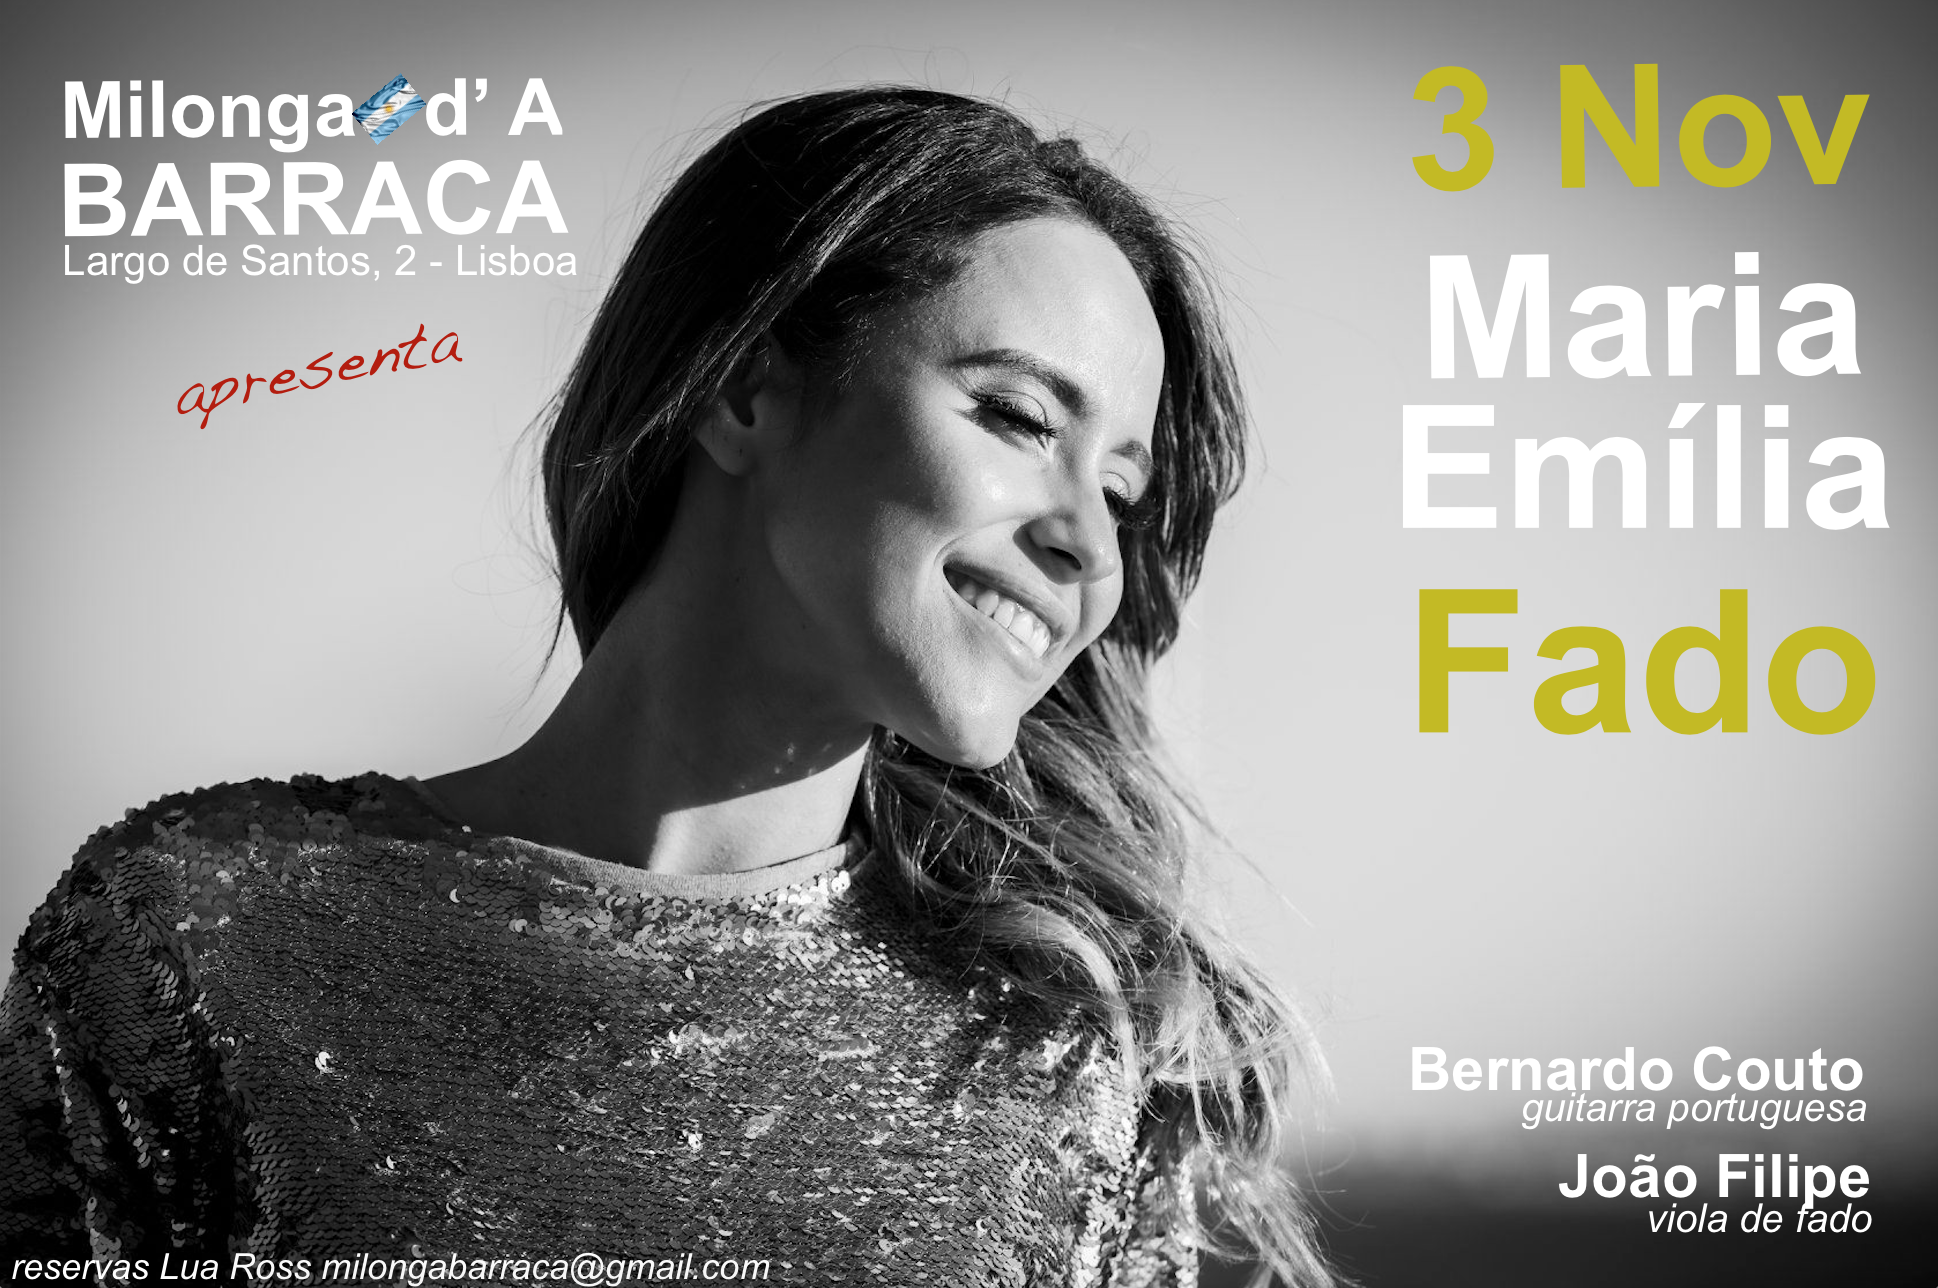 Milonga d' A
BARRACA
Largo de Santos, 2 - Lisboa
apresenta
3 Nov
Maria
Emília
Fado
Bernardo Couto
guitarra portuguesa
João Filipe
viola de fado
reservas Lua Ross milongabarraca@gmail.com